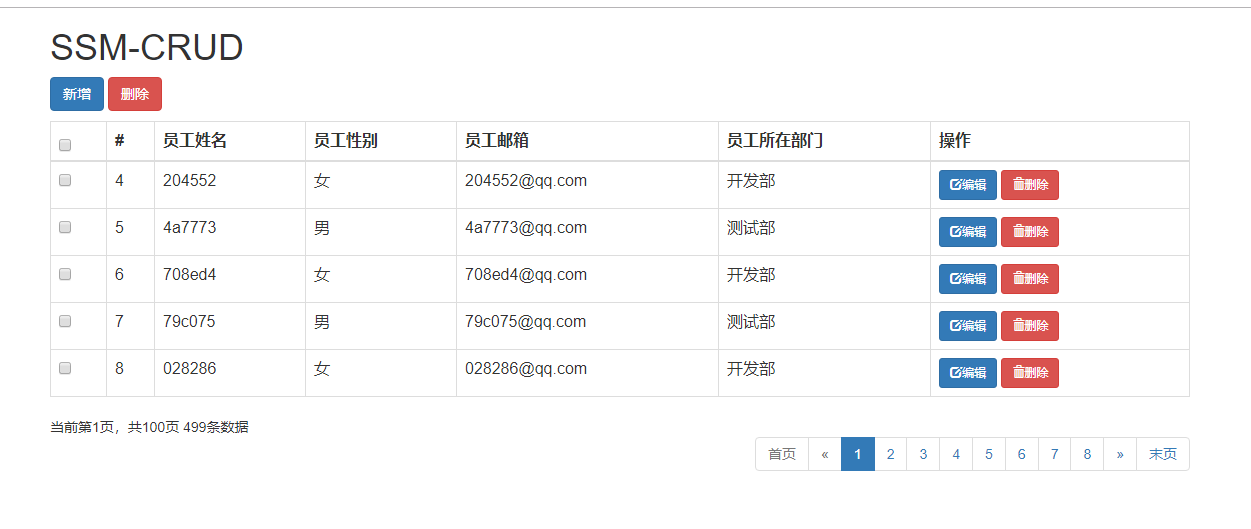 SSM-CRUD
新增 删除
# 员工姓名 员工性别 员工邮箱 员工所在部门 操作
4 204552 女 204552@qq.com 开发部 编辑 删除
5 4a7773 男 4a7773@qq.com 测试部 编辑 删除
6 708ed4 女 708ed4@qq.com 开发部 编辑 删除
7 79c075 男 79c075@qq.com 测试部 编辑 删除
8 028286 女 028286@qq.com 开发部 编辑 删除
当前第1页，共100页 499条数据
首页 « 1 2 3 4 5 6 7 8 » 末页